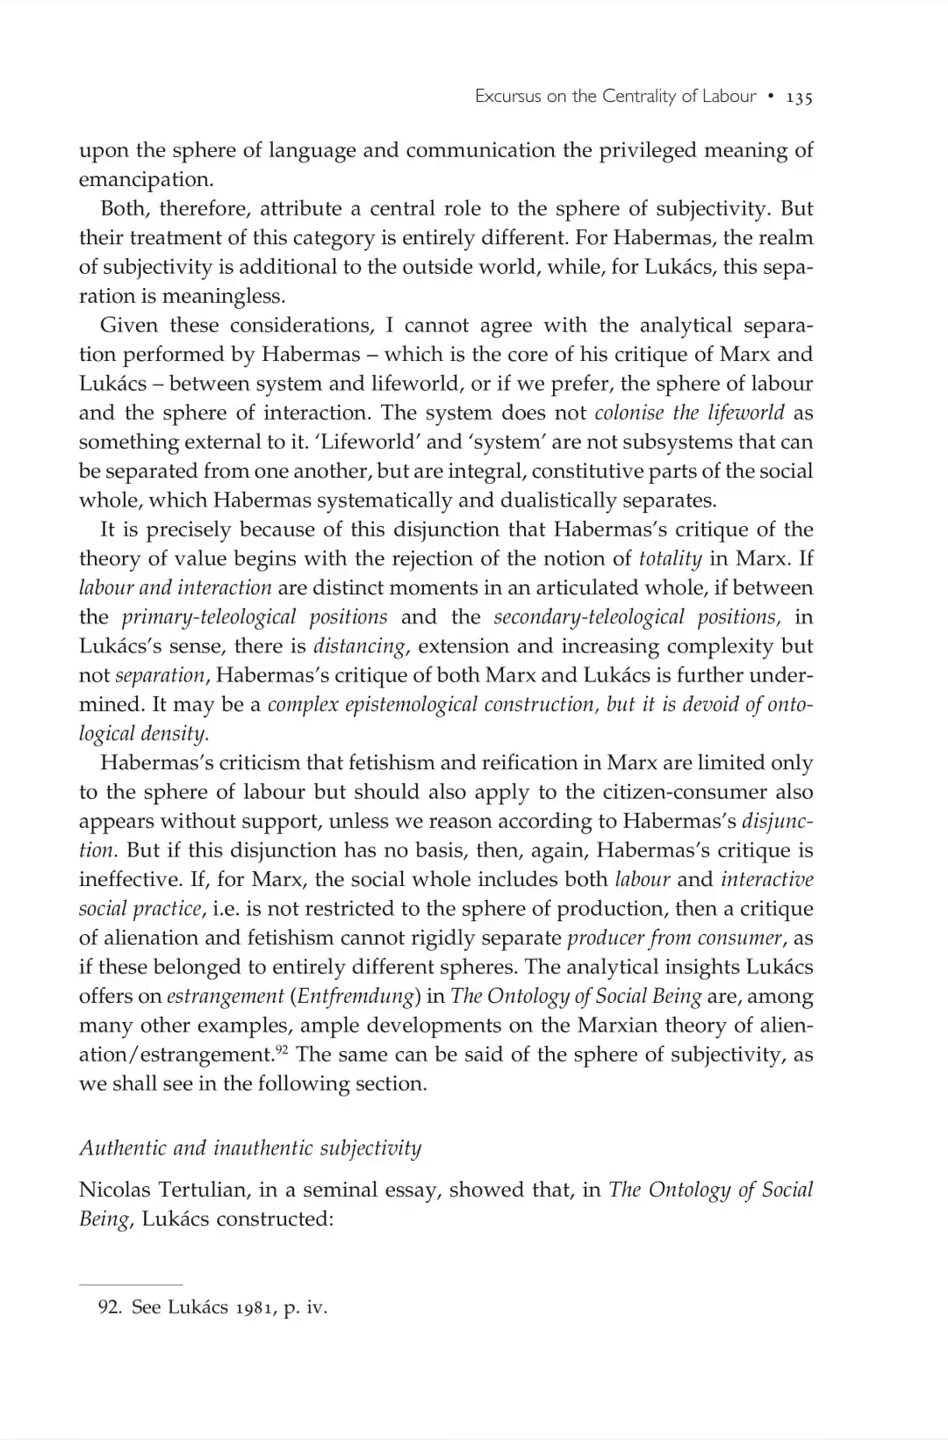 Excursus on the Centrality of Labour • 135
upon the sphere of language and communication the privileged meaning of
emancipation.
Both, therefore, attribute a central role to the sphere of subjectivity. But
their treatment of this category is entirely different. For Habermas, the realm
of subjectivity is additional to the outside world, while, for Lukács, this sepa-
ration is meaningless.
Given these considerations, I cannot agree with the analytical separa-
tion performed by Habermas – which is the core of his critique of Marx and
Lukács – between system and lifeworld, or if we prefer, the sphere of labour
and the sphere of interaction. The system does not colonise the lifeworld as
something external to it. ‘Lifeworld’ and ‘system’ are not subsystems that can
be separated from one another, but are integral, constitutive parts of the social
whole, which Habermas systematically and dualistically separates.
It is precisely because of this disjunction that Habermas’s critique of the
theory of value begins with the rejection of the notion of totality in Marx. If
labour and interaction are distinct moments in an articulated whole, if between
the primary-teleological positions and the secondary-teleological positions, in
Lukács’s sense, there is distancing, extension and increasing complexity but
not separation, Habermas’s critique of both Marx and Lukács is further under-
mined. It may be a complex epistemological construction, but it is devoid of onto-
logical density.
Habermas’s criticism that fetishism and reification in Marx are limited only
to the sphere of labour but should also apply to the citizen-consumer also
appears without support, unless we reason according to Habermas’s disjunc-
tion. But if this disjunction has no basis, then, again, Habermas’s critique is
ineffective. If, for Marx, the social whole includes both labour and interactive
social practice, i.e. is not restricted to the sphere of production, then a critique
of alienation and fetishism cannot rigidly separate producer from consumer, as
if these belonged to entirely different spheres. The analytical insights Lukács
offers on estrangement (Entfremdung) in The Ontology of Social Being are, among
many other examples, ample developments on the Marxian theory of alien-
ation/estrangement.92 The same can be said of the sphere of subjectivity, as
we shall see in the following section.
Authentic and inauthentic subjectivity
Nicolas Tertulian, in a seminal essay, showed that, in The Ontology of Social
Being, Lukács constructed:
92. See Lukács 1981, p. iv.